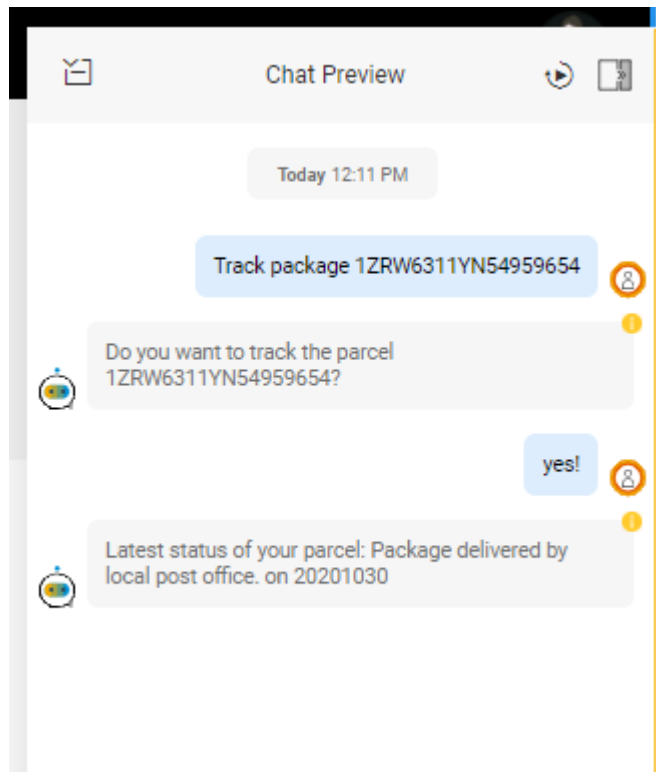 Chat Preview
Today 12:11 PM
Track package 1ZRW6311YN54959654
Do you want to track the parcel
1ZRW6311YN54959654?
yes!
Latest status of your parcel: Package delivered by
local post office. on 20201030